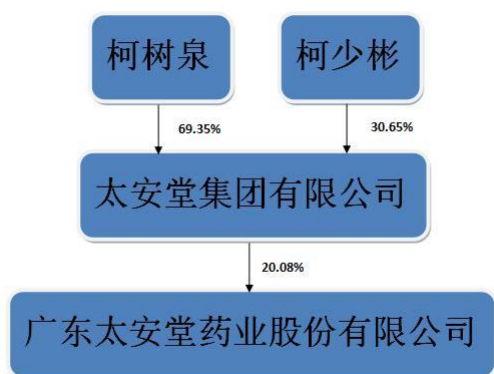 柯树泉
柯少彬
69.35%
30.65%
太安堂集团有限公司
20.08%
广东太安堂药业股份有限公司